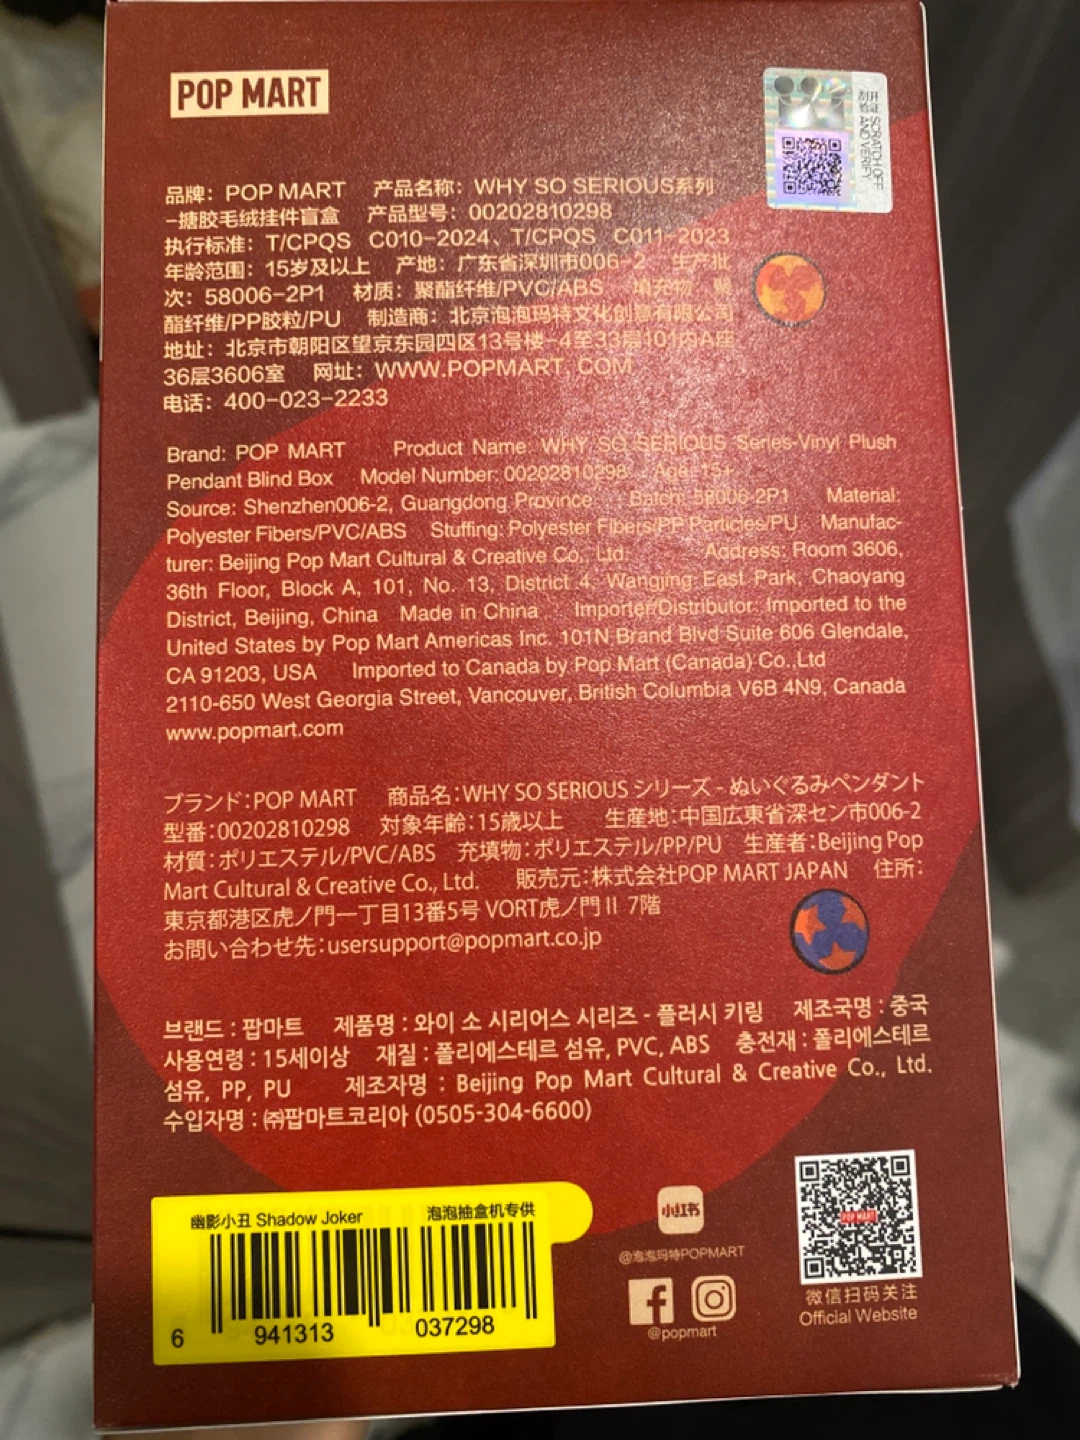 POP MART
开盒 SCRATCH OFF
刮码 AND VERIFY
品牌：POP MART 产品名称：WHY SO SERIOUS系列
-搪胶毛绒挂件盲盒 产品型号：00202810298
执行标准：T/CPQS C010-2024、T/CPQS C011-2023
年龄范围：15岁及以上 产地：广东省深圳市006-2 生产批
次：58006-2P1 材质：聚酯纤维/PVC/ABS 填充物 聚
酯纤维/PP胶粒/PU 制造商：北京泡泡玛特文化创意有限公司
地址：北京市朝阳区望京东园四区13号楼-4至33层101内A座
36层3606室 网址：WWW.POPMART.COM
电话：400-023-2233
Brand: POP MART Product Name: WHY SO SERIOUS Series-Vinyl Plush
Pendant Blind Box Model Number: 00202810298 Age: 15+
Source: Shenzhen006-2, Guangdong Province Batch: 58006-2P1 Material:
Polyester Fibers/PVC/ABS Stuffing: Polyester Fibers/PP Particles/PU Manufac-
turer: Beijing Pop Mart Cultural & Creative Co., Ltd. Address: Room 3606,
36th Floor, Block A, 101, No. 13, District 4, Wangjing East Park, Chaoyang
District, Beijing, China Made in China Importer/Distributor: Imported to the
United States by Pop Mart Americas Inc. 101N Brand Blvd Suite 606 Glendale,
CA 91203, USA Imported to Canada by Pop Mart (Canada) Co.,Ltd
2110-650 West Georgia Street, Vancouver, British Columbia V6B 4N9, Canada
www.popmart.com
ブランド：POP MART 商品名：WHY SO SERIOUS シリーズ - ぬいぐるみペンダント
型番：00202810298 対象年齢：15歳以上 生産地：中国広東省深セン市006-2
材質：ポリエステル/PVC/ABS 充填物：ポリエステル/PP/PU 生産者：Beijing Pop
Mart Cultural & Creative Co., Ltd. 販売元：株式会社POP MART JAPAN 住所：
東京都港区虎ノ門一丁目13番5号 VORT虎ノ門II 7階
お問い合わせ先：usersupport@popmart.co.jp
브랜드 : 팝마트 제품명 : 와이 소 시리어스 시리즈 - 플러시 키링 제조국명 : 중국
사용연령 : 15세이상 재질 : 폴리에스테르 섬유, PVC, ABS 충전재 : 폴리에스테르
섬유, PP, PU 제조자명 : Beijing Pop Mart Cultural & Creative Co., Ltd.
수입자명 : ㈜팝마트코리아 (0505-304-6600)
幽影小丑 Shadow Joker 泡泡抽盒机专供
6 941313 037298
小红书
@泡泡玛特POPMART
@popmart
POP MART
微信扫码关注
Official Website